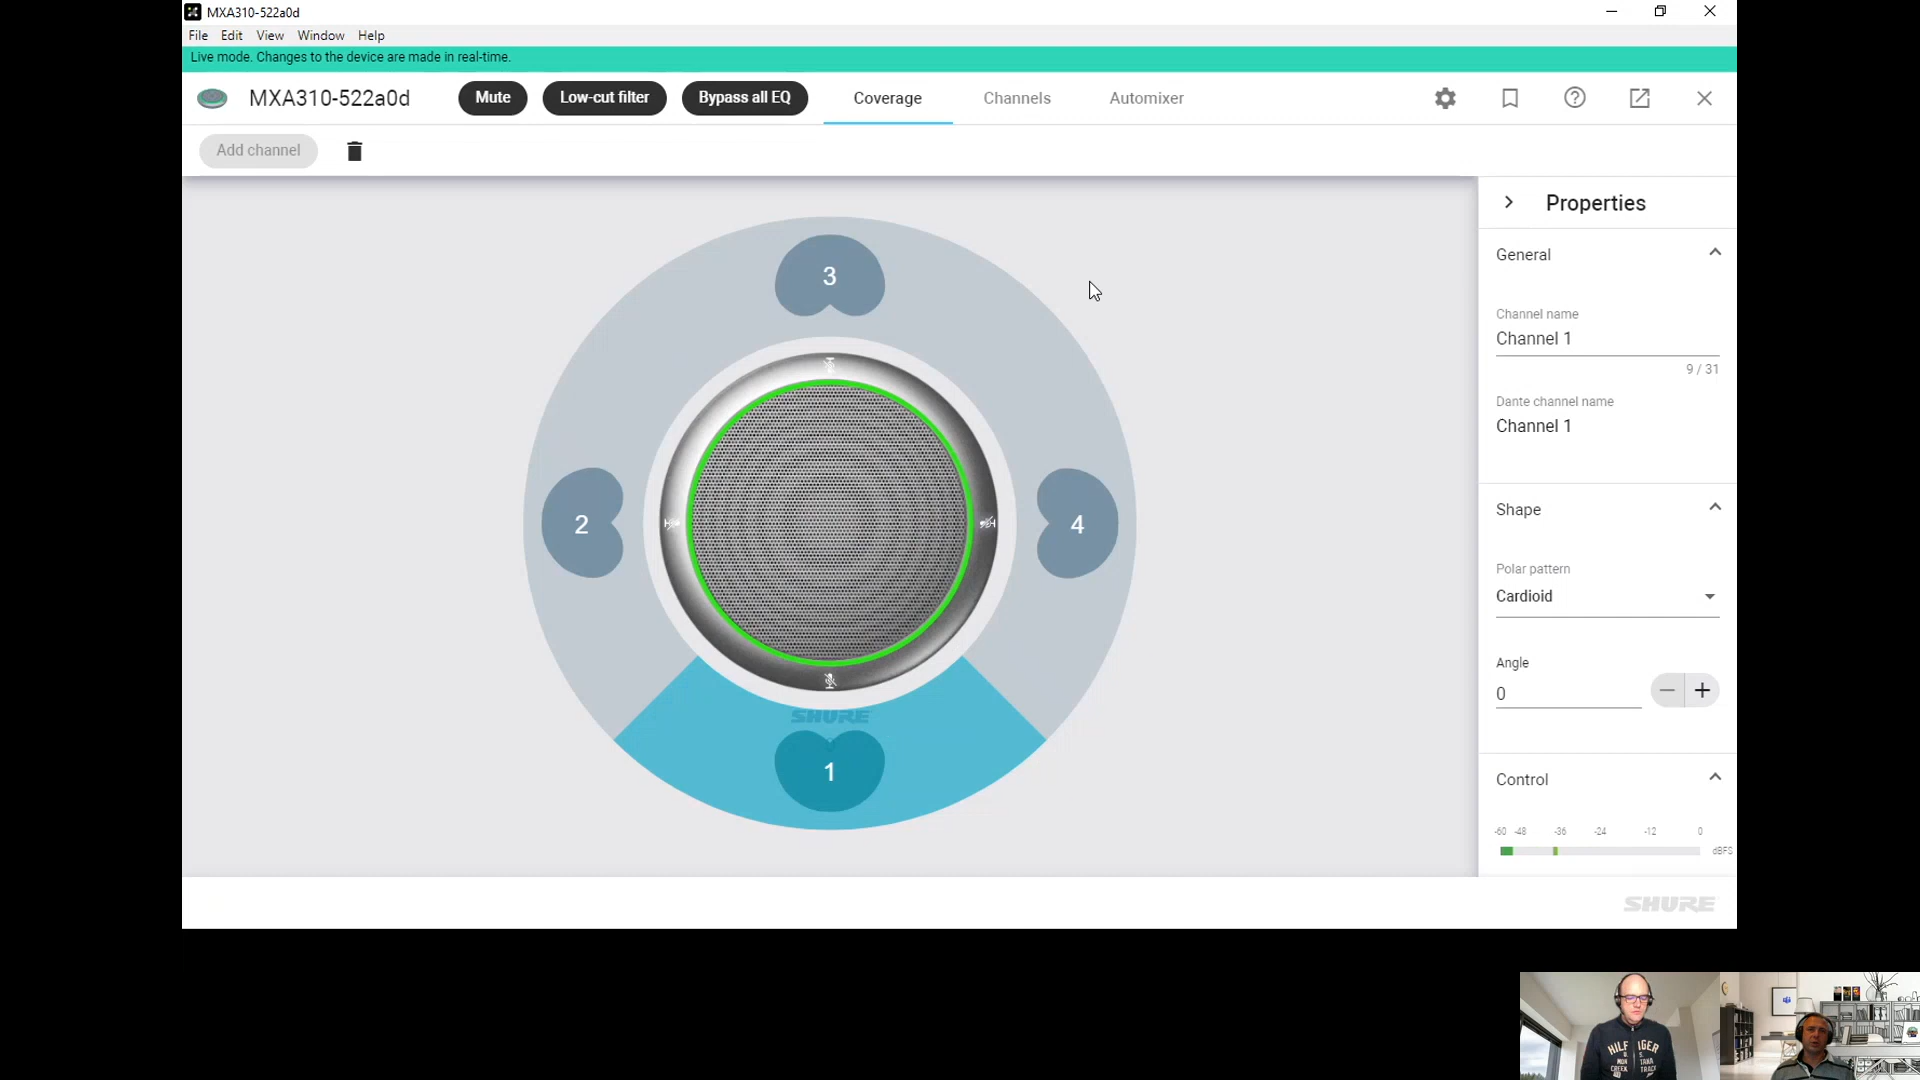 MXA310-522a0d
File Edit View Window Help
Live mode. Changes to the device are made in real-time.
MXA310-522a0d Mute Low-cut filter Bypass all EQ Coverage Channels Automixer
Add channel
Properties
General
Channel name
Channel 1
9 / 31
Dante channel name
Channel 1
Shape
Polar pattern
Cardioid
Angle
0
Control
-60 -48 -36 -24 -12 0
dBFS
3
2
4
SHURE
1
SHURE
HILFIGER